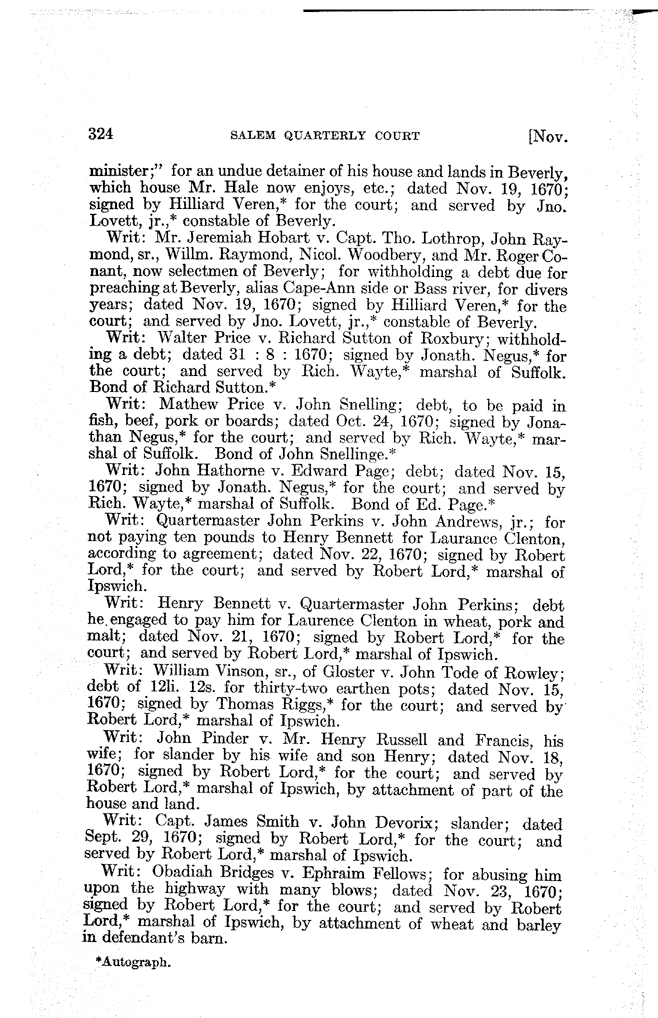 324 SALEM QUARTERLY COURT [Nov.
minister;" for an undue detainer of his house and lands in Beverly,
which house Mr. Hale now enjoys, etc.; dated Nov. 19, 1670;
signed by Hilliard Veren,* for the court; and served by Jno.
Lovett, jr.,* constable of Beverly.
Writ: Mr. Jeremiah Hobart v. Capt. Tho. Lothrop, John Ray-
mond, sr., Willm. Raymond, Nicol. Woodbery, and Mr. Roger Co-
nant, now selectmen of Beverly; for withholding a debt due for
preaching at Beverly, alias Cape-Ann side or Bass river, for divers
years; dated Nov. 19, 1670; signed by Hilliard Veren,* for the
court; and served by Jno. Lovett, jr.,* constable of Beverly.
Writ: Walter Price v. Richard Sutton of Roxbury; withhold-
ing a debt; dated 31 : 8 : 1670; signed by Jonath. Negus,* for
the court; and served by Rich. Wayte,* marshal of Suffolk.
Bond of Richard Sutton.*
Writ: Mathew Price v. John Snelling; debt, to be paid in
fish, beef, pork or boards; dated Oct. 24, 1670; signed by Jona-
than Negus,* for the court; and served by Rich. Wayte,* mar-
shal of Suffolk. Bond of John Snellinge.*
Writ: John Hathorne v. Edward Page; debt; dated Nov. 15,
1670; signed by Jonath. Negus,* for the court; and served by
Rich. Wayte,* marshal of Suffolk. Bond of Ed. Page.*
Writ: Quartermaster John Perkins v. John Andrews, jr.; for
not paying ten pounds to Henry Bennett for Laurance Clenton,
according to agreement; dated Nov. 22, 1670; signed by Robert
Lord,* for the court; and served by Robert Lord,* marshal of
Ipswich.
Writ: Henry Bennett v. Quartermaster John Perkins; debt
he engaged to pay him for Laurence Clenton in wheat, pork and
malt; dated Nov. 21, 1670; signed by Robert Lord,* for the
court; and served by Robert Lord,* marshal of Ipswich.
Writ: William Vinson, sr., of Gloster v. John Tode of Rowley;
debt of 12li. 12s. for thirty-two earthen pots; dated Nov. 15,
1670; signed by Thomas Riggs,* for the court; and served by
Robert Lord,* marshal of Ipswich.
Writ: John Pinder v. Mr. Henry Russell and Francis, his
wife; for slander by his wife and son Henry; dated Nov. 18,
1670; signed by Robert Lord,* for the court; and served by
Robert Lord,* marshal of Ipswich, by attachment of part of the
house and land.
Writ: Capt. James Smith v. John Devorix; slander; dated
Sept. 29, 1670; signed by Robert Lord,* for the court; and
served by Robert Lord,* marshal of Ipswich.
Writ: Obadiah Bridges v. Ephraim Fellows; for abusing him
upon the highway with many blows; dated Nov. 23, 1670;
signed by Robert Lord,* for the court; and served by Robert
Lord,* marshal of Ipswich, by attachment of wheat and barley
in defendant's barn.
*Autograph.